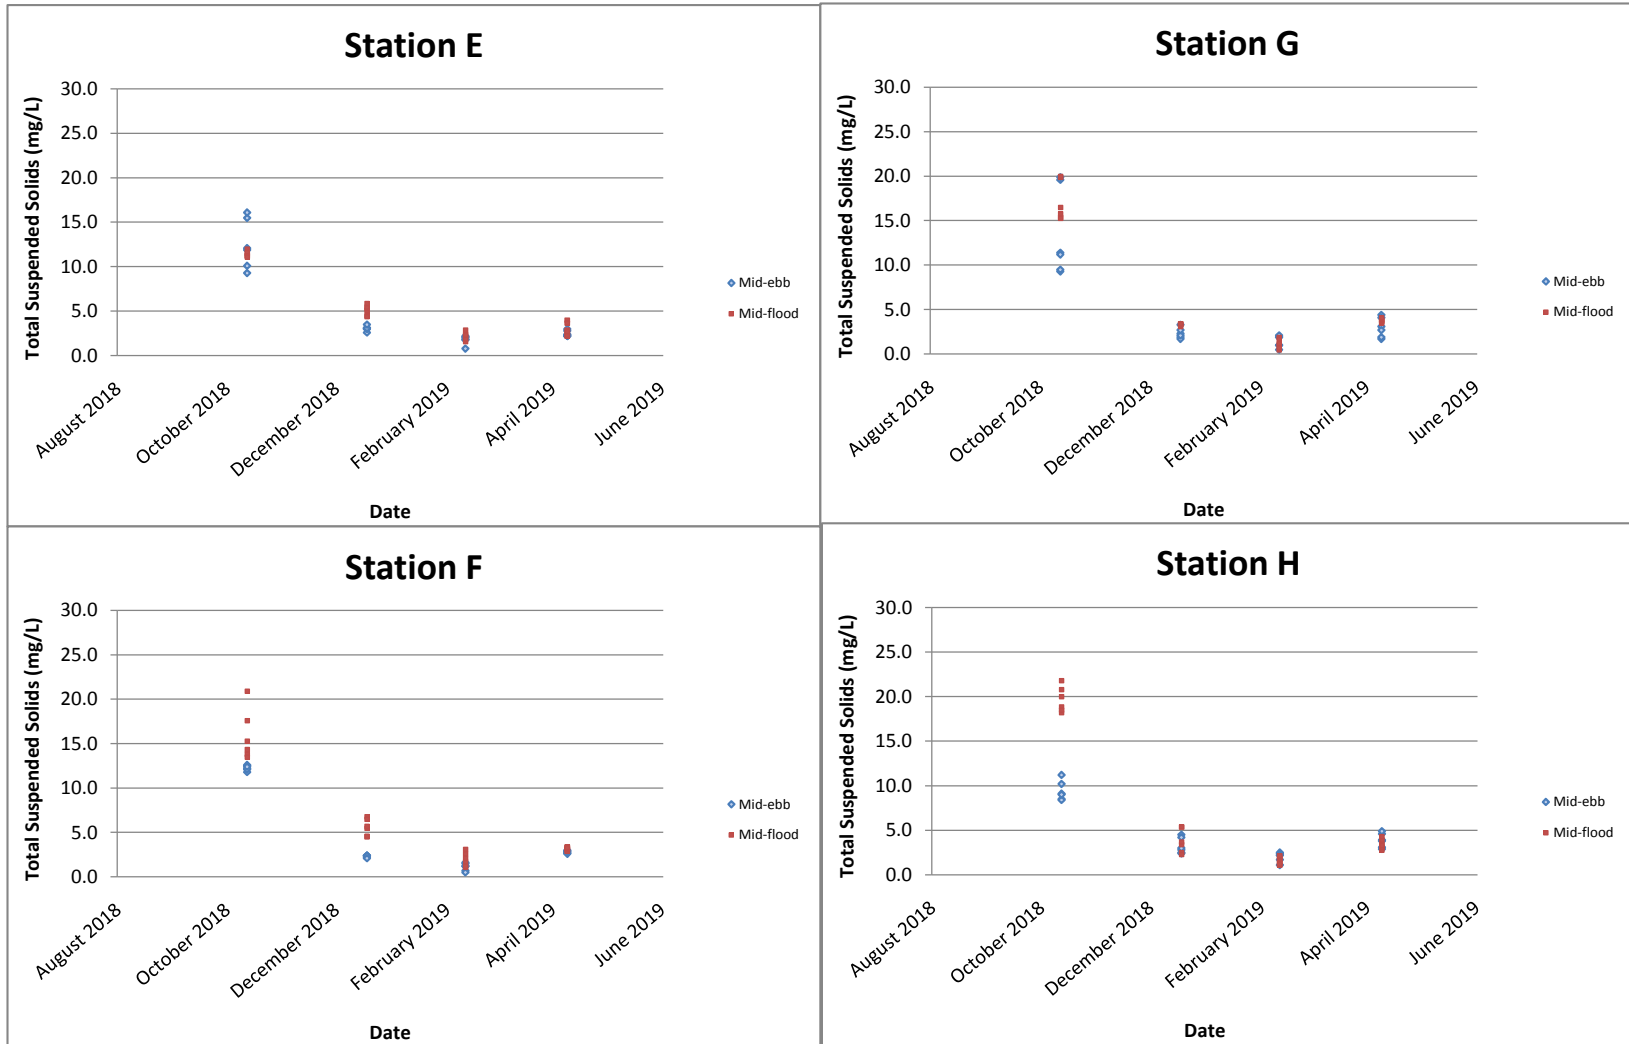 Station E
Total Suspended Solids (mg/L)
30.0
25.0
20.0
15.0
10.0
5.0
0.0
August 2018
October 2018
December 2018
February 2019
April 2019
June 2019
Date
Mid-ebb
Mid-flood
Station G
Total Suspended Solids (mg/L)
30.0
25.0
20.0
15.0
10.0
5.0
0.0
August 2018
October 2018
December 2018
February 2019
April 2019
June 2019
Date
Mid-ebb
Mid-flood
Station F
Total Suspended Solids (mg/L)
30.0
25.0
20.0
15.0
10.0
5.0
0.0
August 2018
October 2018
December 2018
February 2019
April 2019
June 2019
Date
Mid-ebb
Mid-flood
Station H
Total Suspended Solids (mg/L)
30.0
25.0
20.0
15.0
10.0
5.0
0.0
August 2018
October 2018
December 2018
February 2019
April 2019
June 2019
Date
Mid-ebb
Mid-flood